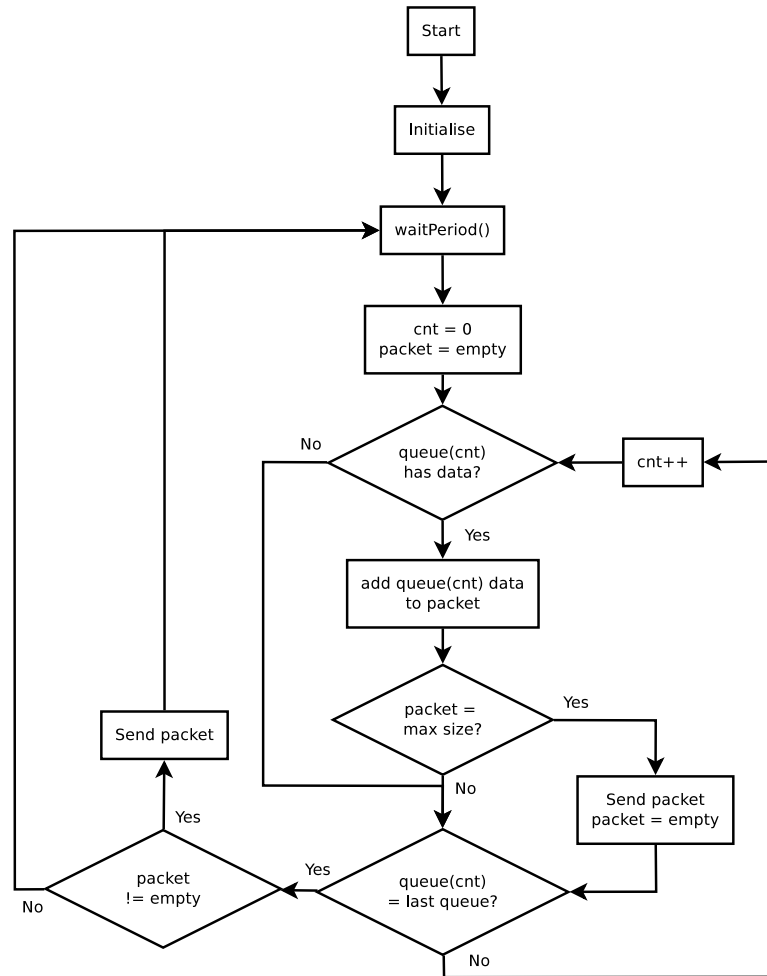 Start
Initialise
waitPeriod()
cnt = 0
packet = empty
No
queue(cnt)
has data?
cnt++
Yes
add queue(cnt) data
to packet
packet =
max size?
Yes
Send packet
No
Send packet
packet = empty
Yes
packet
!= empty
Yes
queue(cnt)
= last queue?
No
No